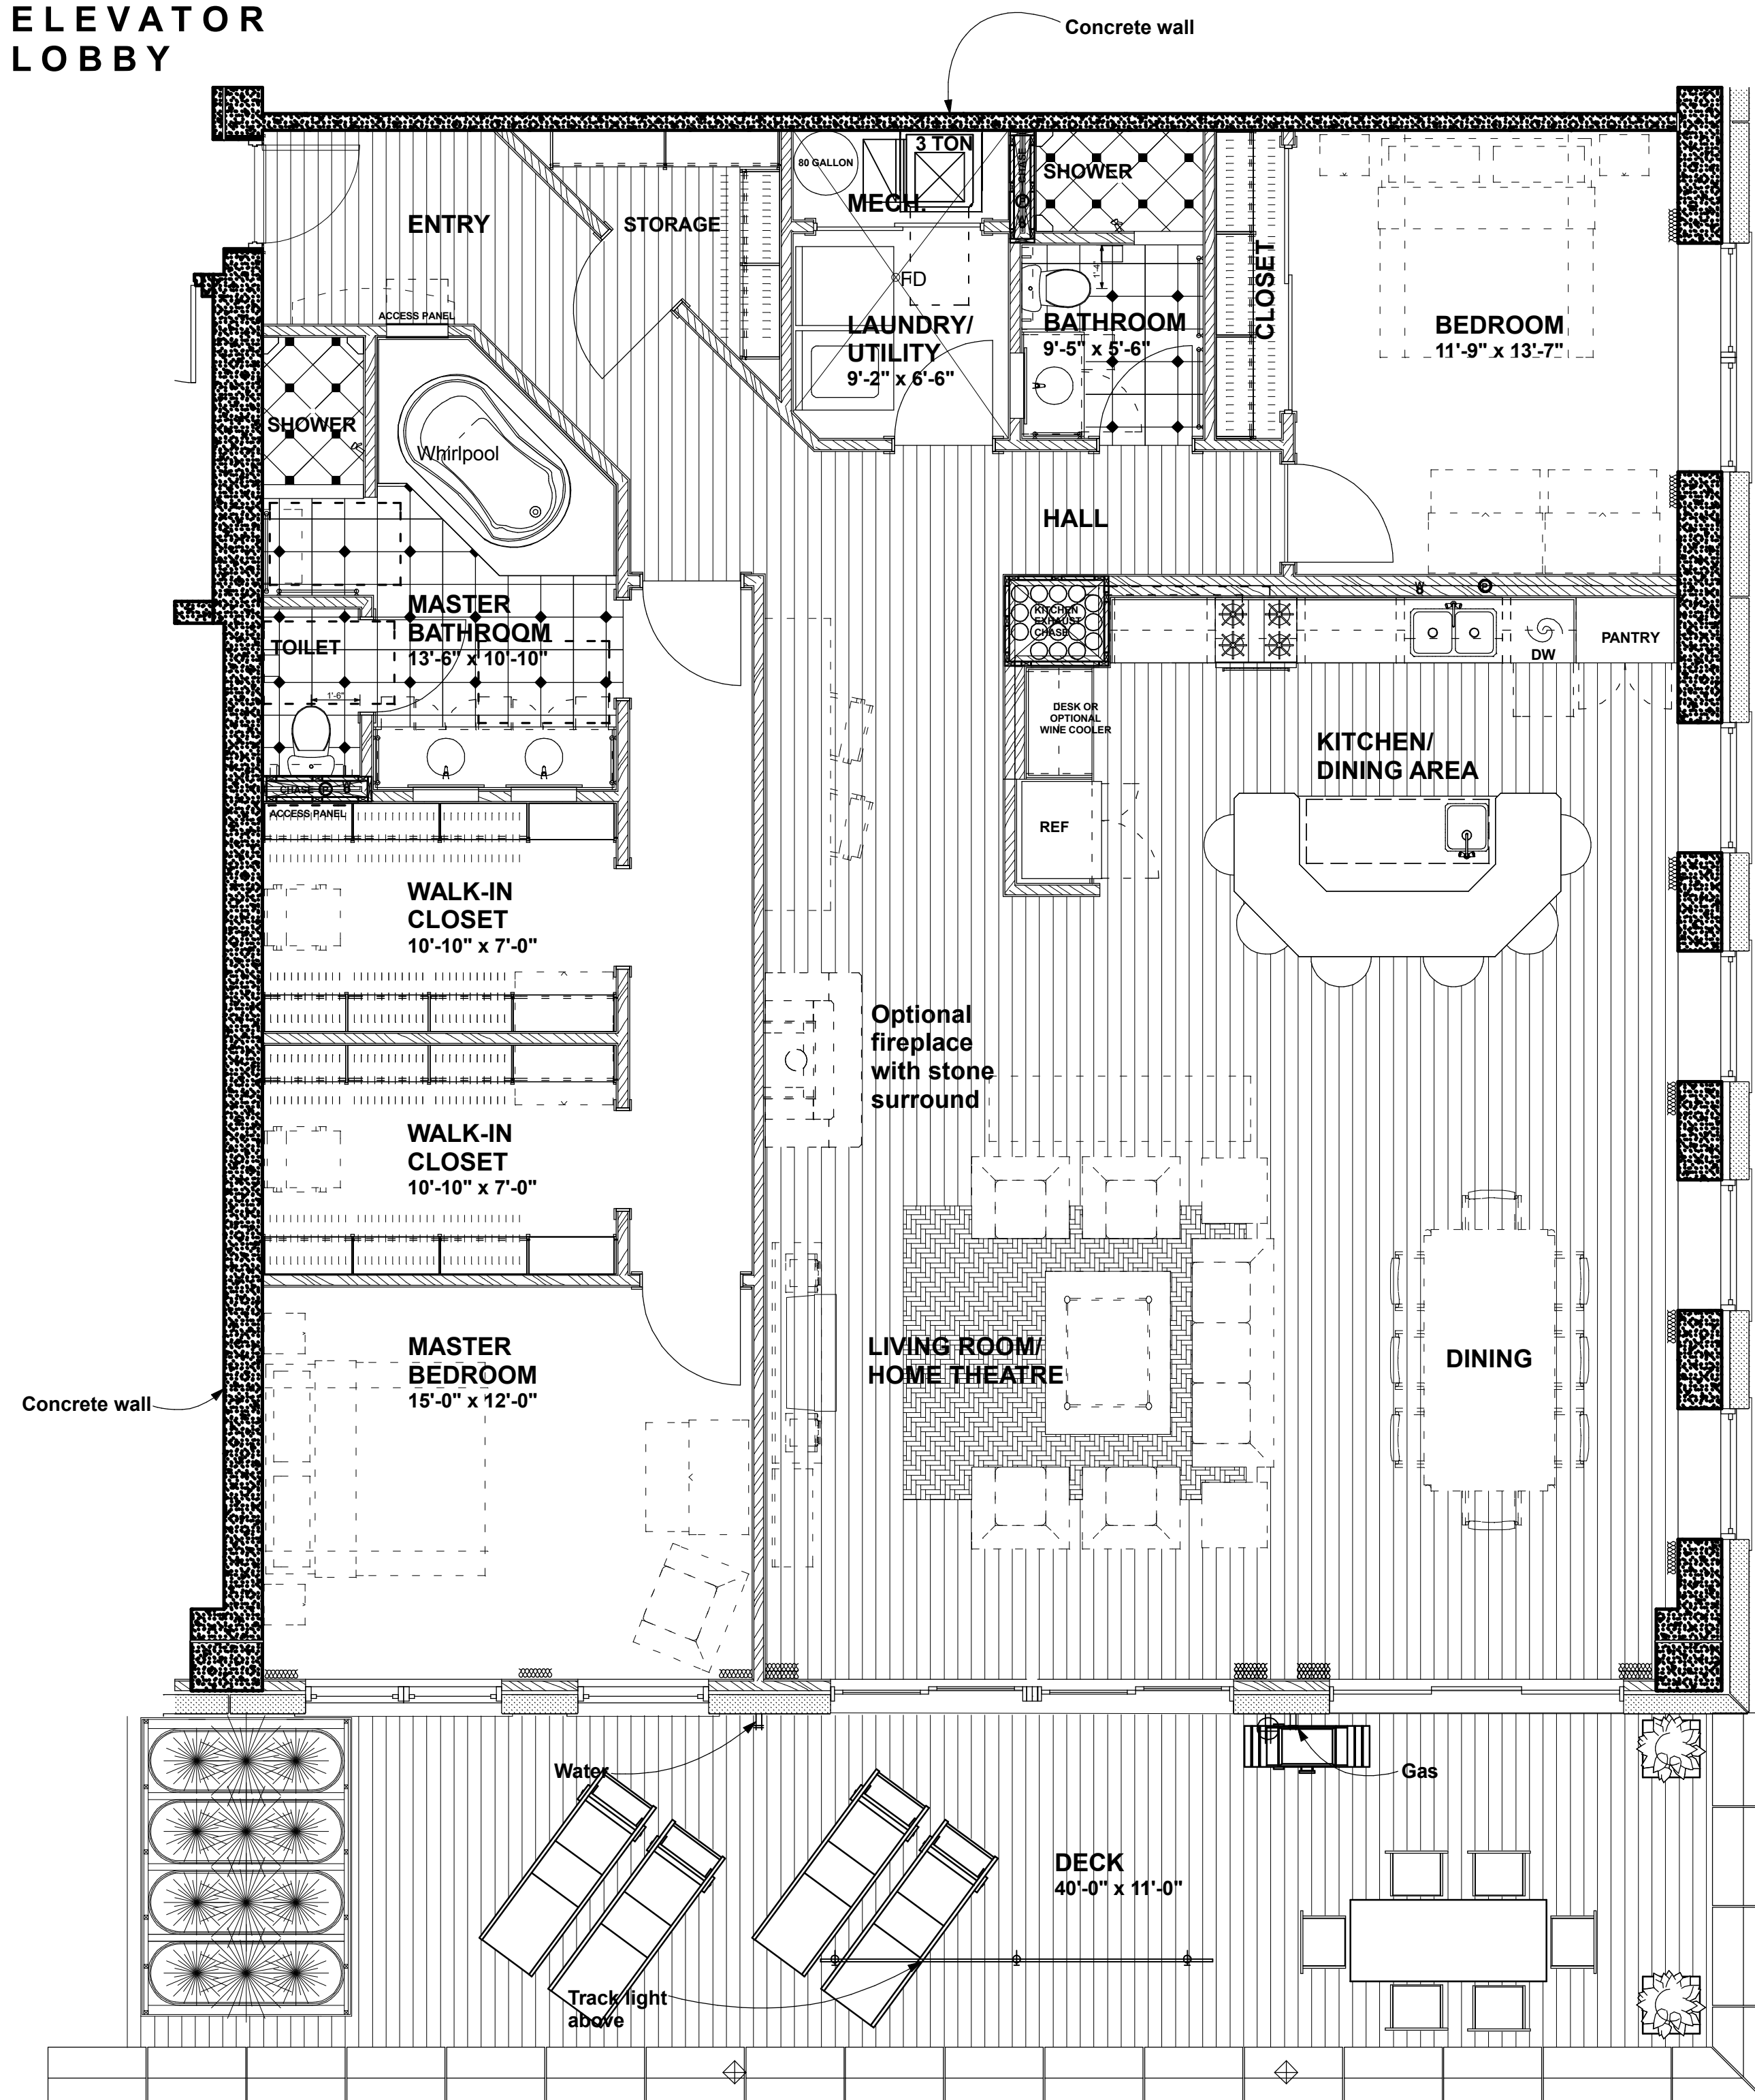 ELEVATOR
LOBBY
Concrete wall
3 TON
80 GALLON
MECH.
CHASE
SHOWER
ENTRY
STORAGE
CLOSET
FD
1'-4"
ACCESS PANEL
LAUNDRY/
UTILITY
9'-2" x 6'-6"
BATHROOM
9'-5" x 5'-6"
BEDROOM
11'-9" x 13'-7"
SHOWER
Whirlpool
HALL
MASTER
BATHROOM
13'-6" x 10'-10"
TOILET
1'-6"
KITCHEN
EXHAUST
CHASE
W
P
DW
PANTRY
DESK OR
OPTIONAL
WINE COOLER
KITCHEN/
DINING AREA
CHASE P W
ACCESS PANEL
REF
WALK-IN
CLOSET
10'-10" x 7'-0"
Optional
fireplace
with stone
surround
WALK-IN
CLOSET
10'-10" x 7'-0"
MASTER
BEDROOM
15'-0" x 12'-0"
LIVING ROOM/
HOME THEATRE
DINING
Concrete wall
Water
Gas
DECK
40'-0" x 11'-0"
Track light
above